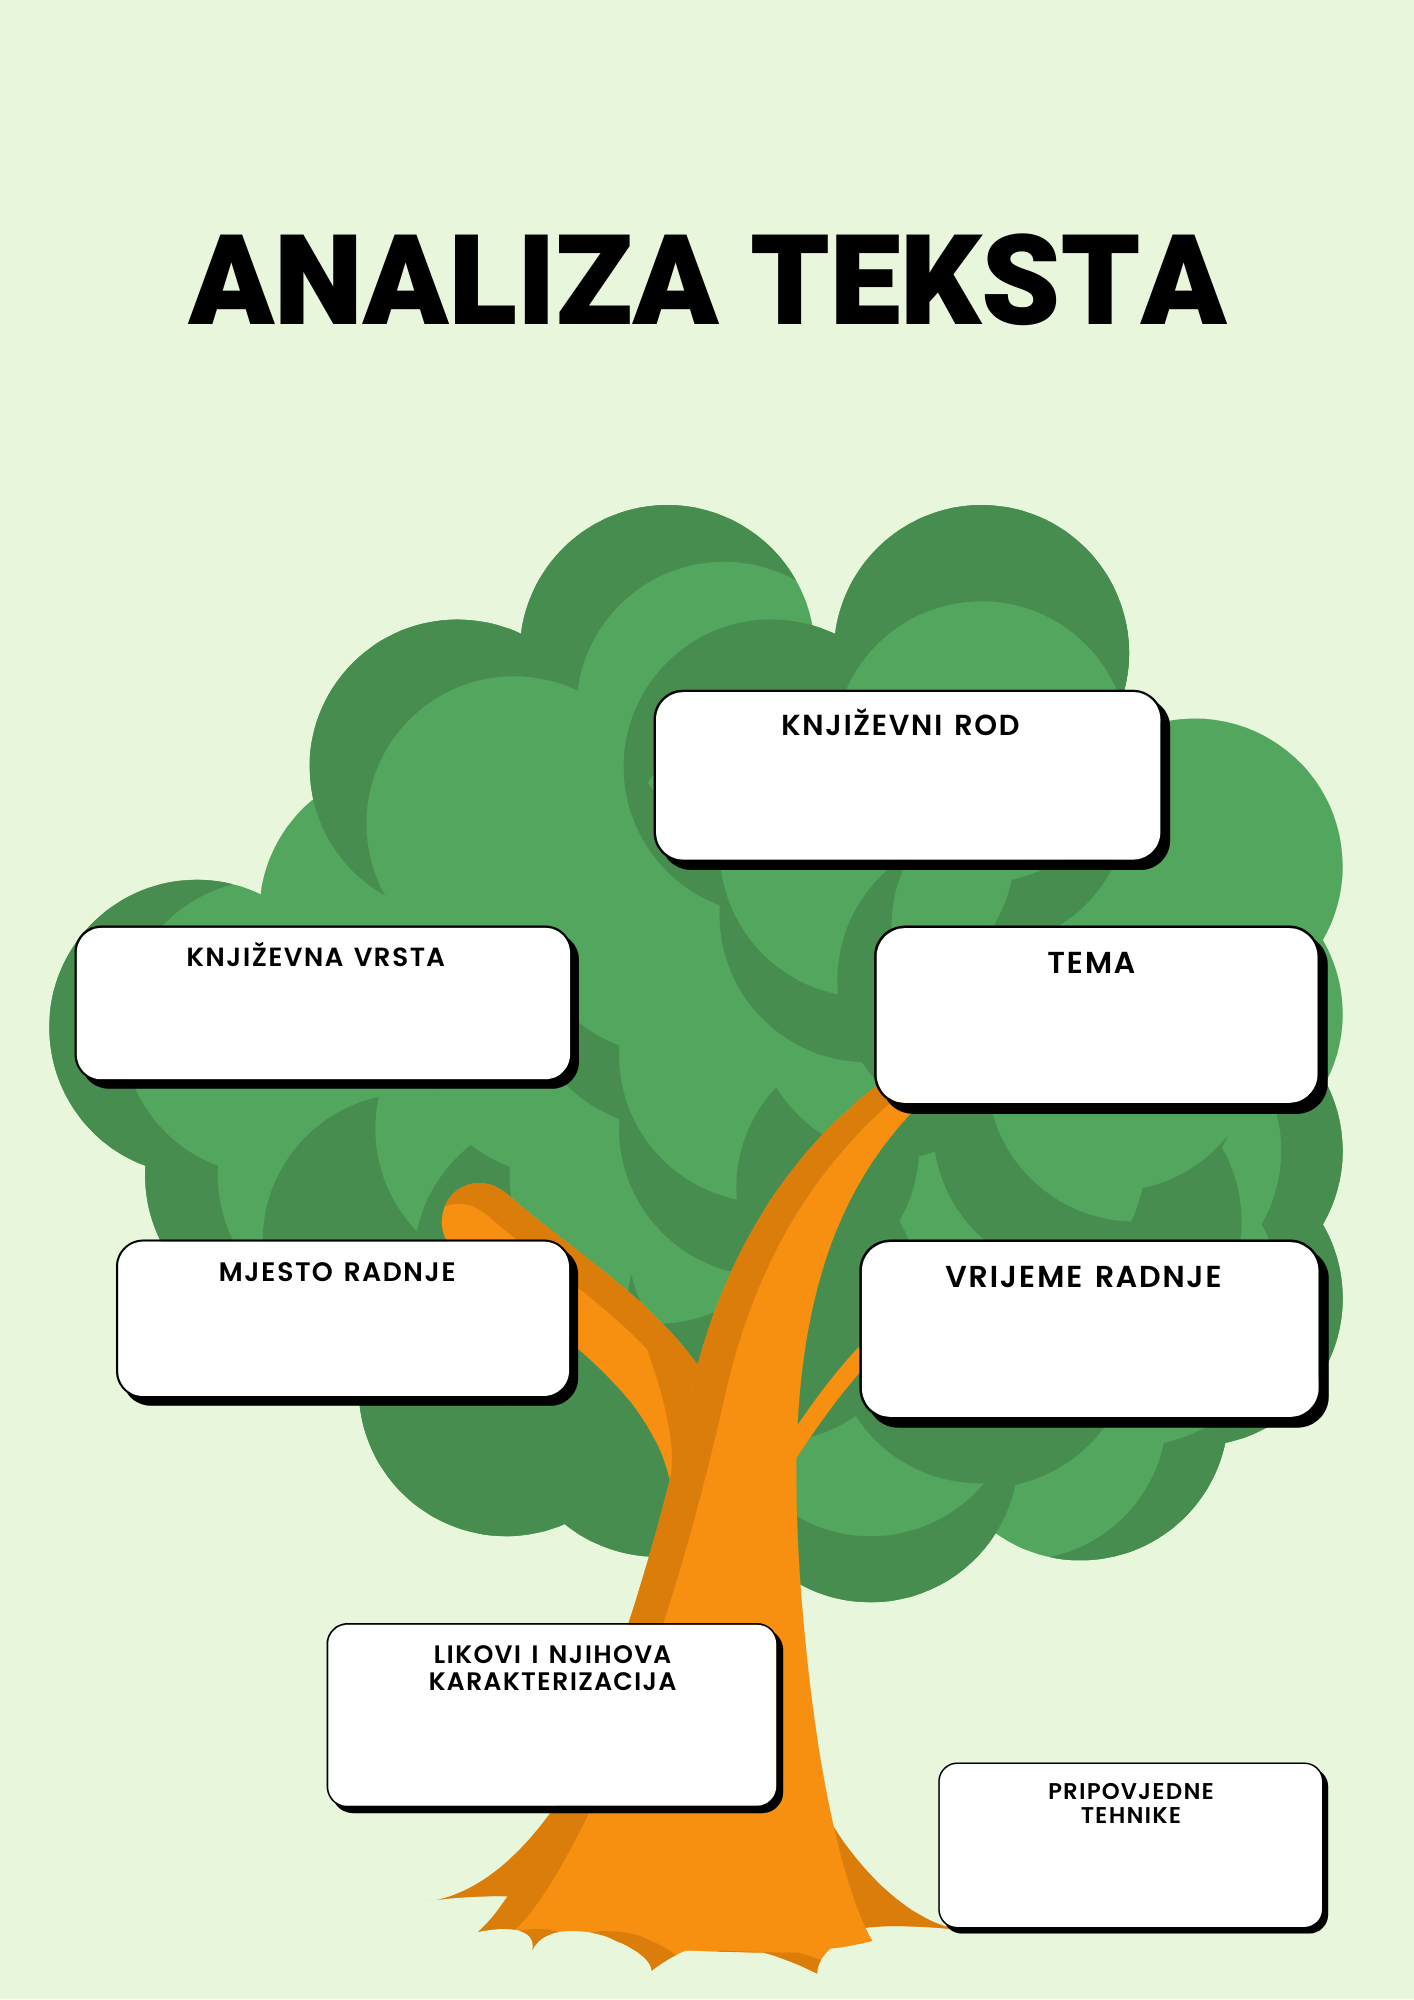 ANALIZA TEKSTA
KNJIŽEVNI ROD
KNJIŽEVNA VRSTA
TEMA
MJESTO RADNJE
VRIJEME RADNJE
LIKOVI I NJIHOVA
KARAKTERIZACIJA
PRIPOVJEDNE
TEHNIKE